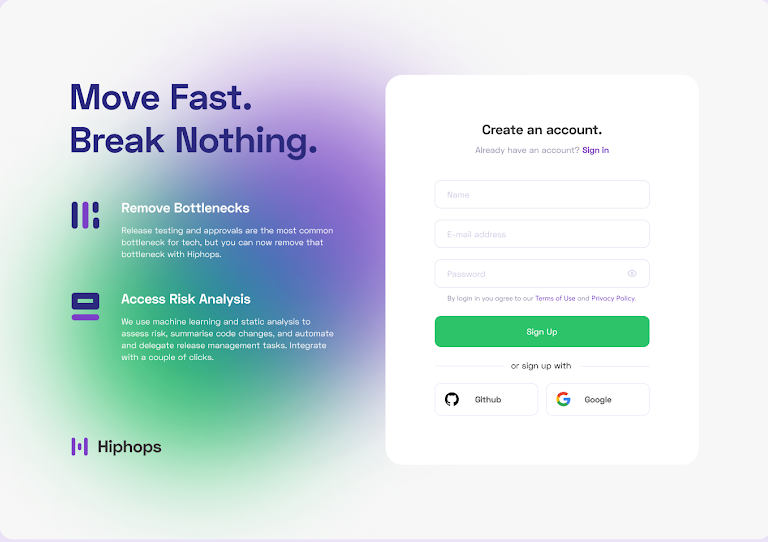 Move Fast.
Break Nothing.
Remove Bottlenecks
Release testing and approvals are the most common
bottleneck for tech, but you can now remove that
bottleneck with Hiphops.
Access Risk Analysis
We use machine learning and static analysis to
assess risk, summarise code changes, and automate
and delegate release management tasks. Integrate
with a couple of clicks.
Hiphops
Create an account.
Already have an account? Sign in
Name
E-mail address
Password
By login in you agree to our Terms of Use and Privacy Policy.
Sign Up
or sign up with
Github
Google